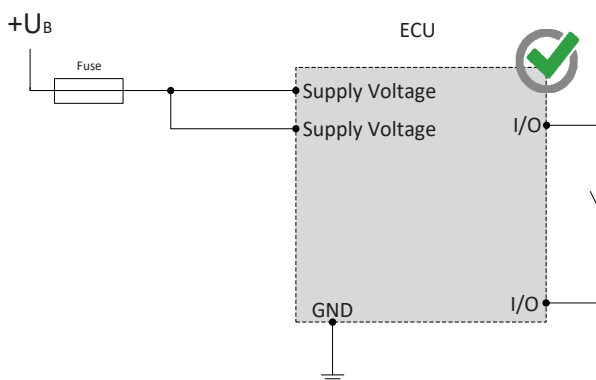 +UB
ECU
Fuse
Supply Voltage
Supply Voltage
I/O
I/O
GND